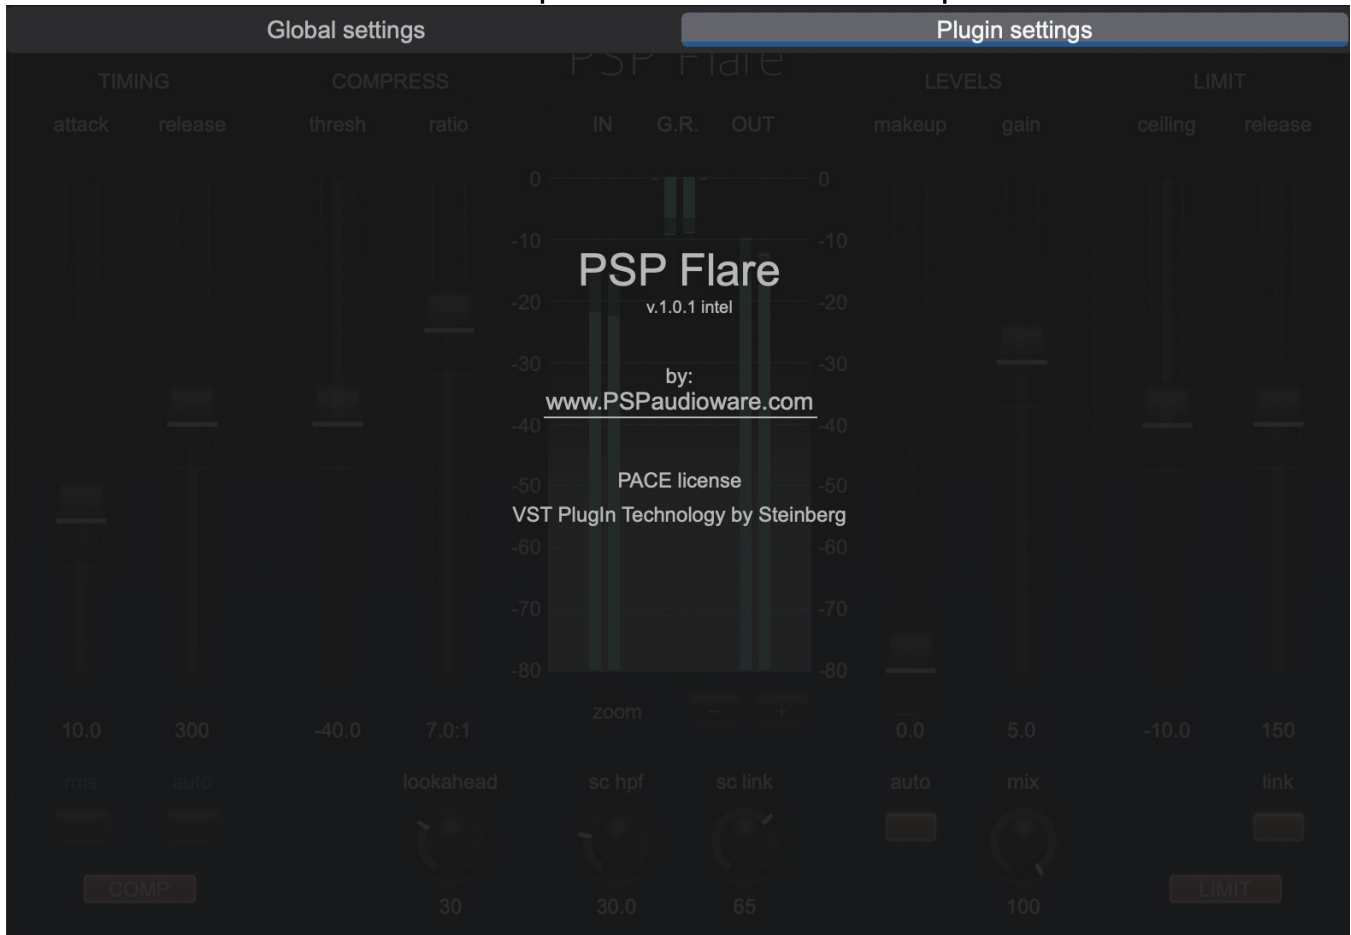 Global settings Plugin settings
PSP Flare
TIMING COMPRESS LEVELS LIMIT
attack release thresh ratio IN G.R. OUT makeup gain ceiling release
0 0
-10 -10
PSP Flare
-20 v.1.0.1 intel -20
-30 -30
by:
www.PSPaudioware.com
-40 -40
PACE license
-50 -50
VST PlugIn Technology by Steinberg
-60 -60
-70 -70
-80 -80
zoom - +
10.0 300 -40.0 7.0:1 0.0 5.0 -10.0 150
rms auto lookahead sc hpf sc link auto mix link
COMP LIMIT
30 30.0 65 100